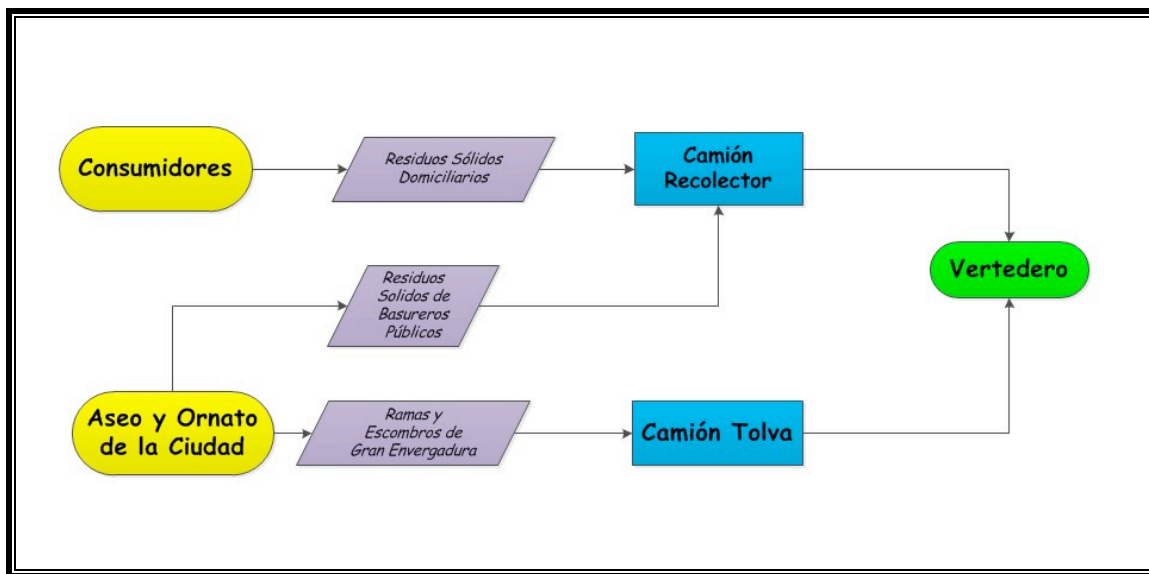 Consumidores
Residuos Sólidos
Domiciliarios
Camión
Recolector
Residuos
Solidos de
Basureros
Públicos
Vertedero
Aseo y Ornato
de la Ciudad
Ramas y
Escombros de
Gran Envergadura
Camión Tolva